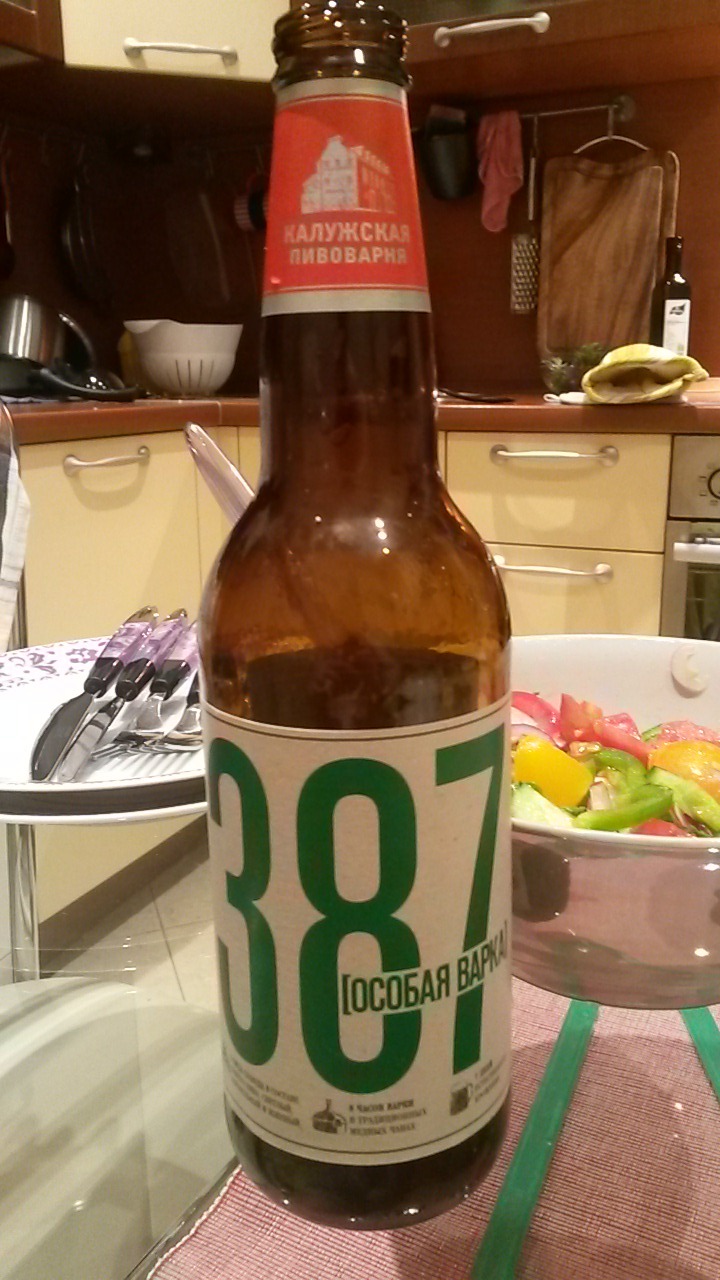 КАЛУЖСКАЯ
ПИВОВАРНЯ
387
[ОСОБАЯ ВАРКА]
8 ЧАСОВ ВАРКИ
В ТРАДИЦИОННЫХ
МЕДНЫХ ЧАНАХ